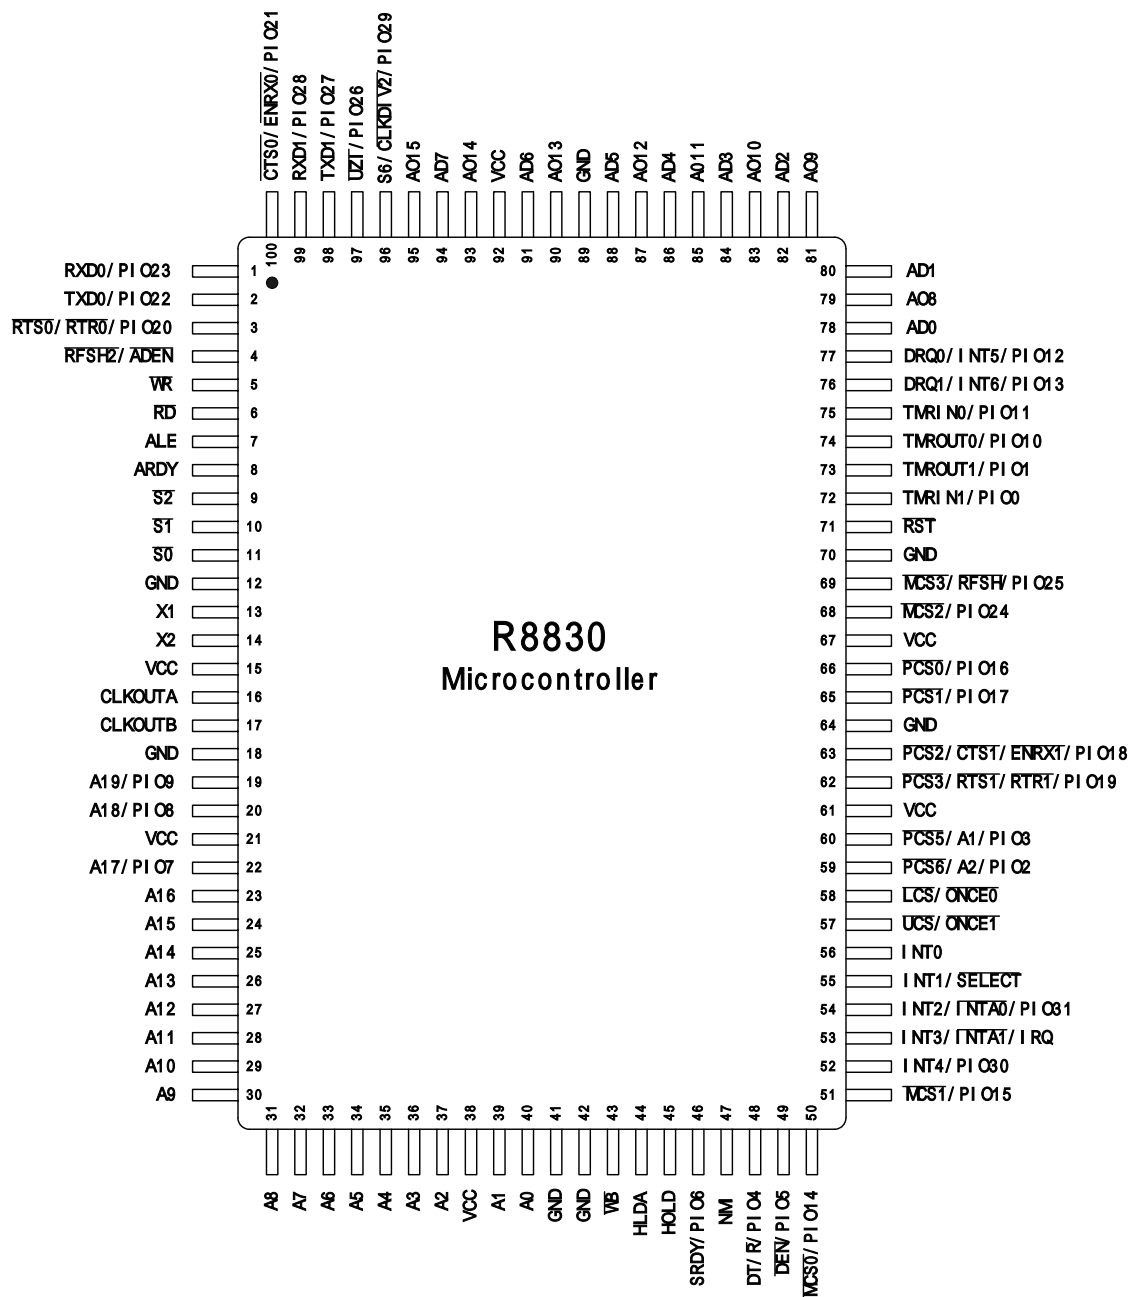 CTS0/ENRX0/PIO21
RXD1/PIO28
TXD1/PIO27
UZI/PIO26
S6/CLKDIV2/PIO29
AO15
AD7
AO14
VCC
AD6
AO13
GND
AD5
AO12
AD4
A011
AD3
AO10
AD2
AO9
100 99 98 97 96 95 94 93 92 91 90 89 88 87 86 85 84 83 82 81
RXD0/PIO23 1
TXD0/PIO22 2
RTS0/RTR0/PIO20 3
RFSH2/ADEN 4
WR 5
RD 6
ALE 7
ARDY 8
S2 9
S1 10
S0 11
GND 12
X1 13
X2 14
VCC 15
CLKOUTA 16
CLKOUTB 17
GND 18
A19/PIO9 19
A18/PIO8 20
VCC 21
A17/PIO7 22
A16 23
A15 24
A14 25
A13 26
A12 27
A11 28
A10 29
A9 30
R8830
Microcontroller
80 AD1
79 AO8
78 AD0
77 DRQ0/INT5/PIO12
76 DRQ1/INT6/PIO13
75 TMRIN0/PIO11
74 TMROUT0/PIO10
73 TMROUT1/PIO1
72 TMRIN1/PIO0
71 RST
70 GND
69 MCS3/RFSH/PIO25
68 MCS2/PIO24
67 VCC
66 PCS0/PIO16
65 PCS1/PIO17
64 GND
63 PCS2/CTS1/ENRX1/PIO18
62 PCS3/RTS1/RTR1/PIO19
61 VCC
60 PCS5/A1/PIO3
59 PCS6/A2/PIO2
58 LCS/ONCE0
57 UCS/ONCE1
56 INT0
55 INT1/SELECT
54 INT2/INTA0/PIO31
53 INT3/INTA1/IRQ
52 INT4/PIO30
51 MCS1/PIO15
31 32 33 34 35 36 37 38 39 40 41 42 43 44 45 46 47 48 49 50
A8
A7
A6
A5
A4
A3
A2
VCC
A1
A0
GND
GND
WB
HLDA
HOLD
SRDY/PIO6
NMI
DT/R/PIO4
DEN/PIO5
MCS0/PIO14